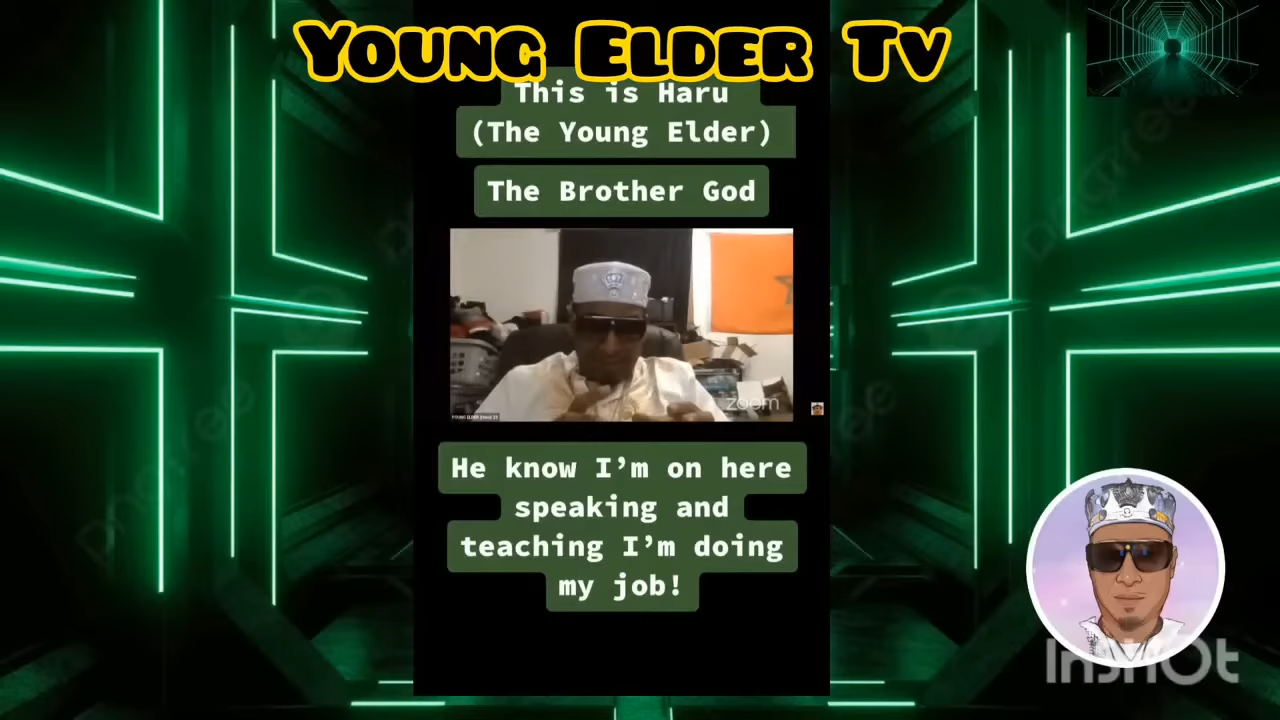 Young Elder Tv
This is Haru
(The Young Elder)
The Brother God
zoom
He know I’m on here
speaking and
teaching I’m doing
my job!
InShOt